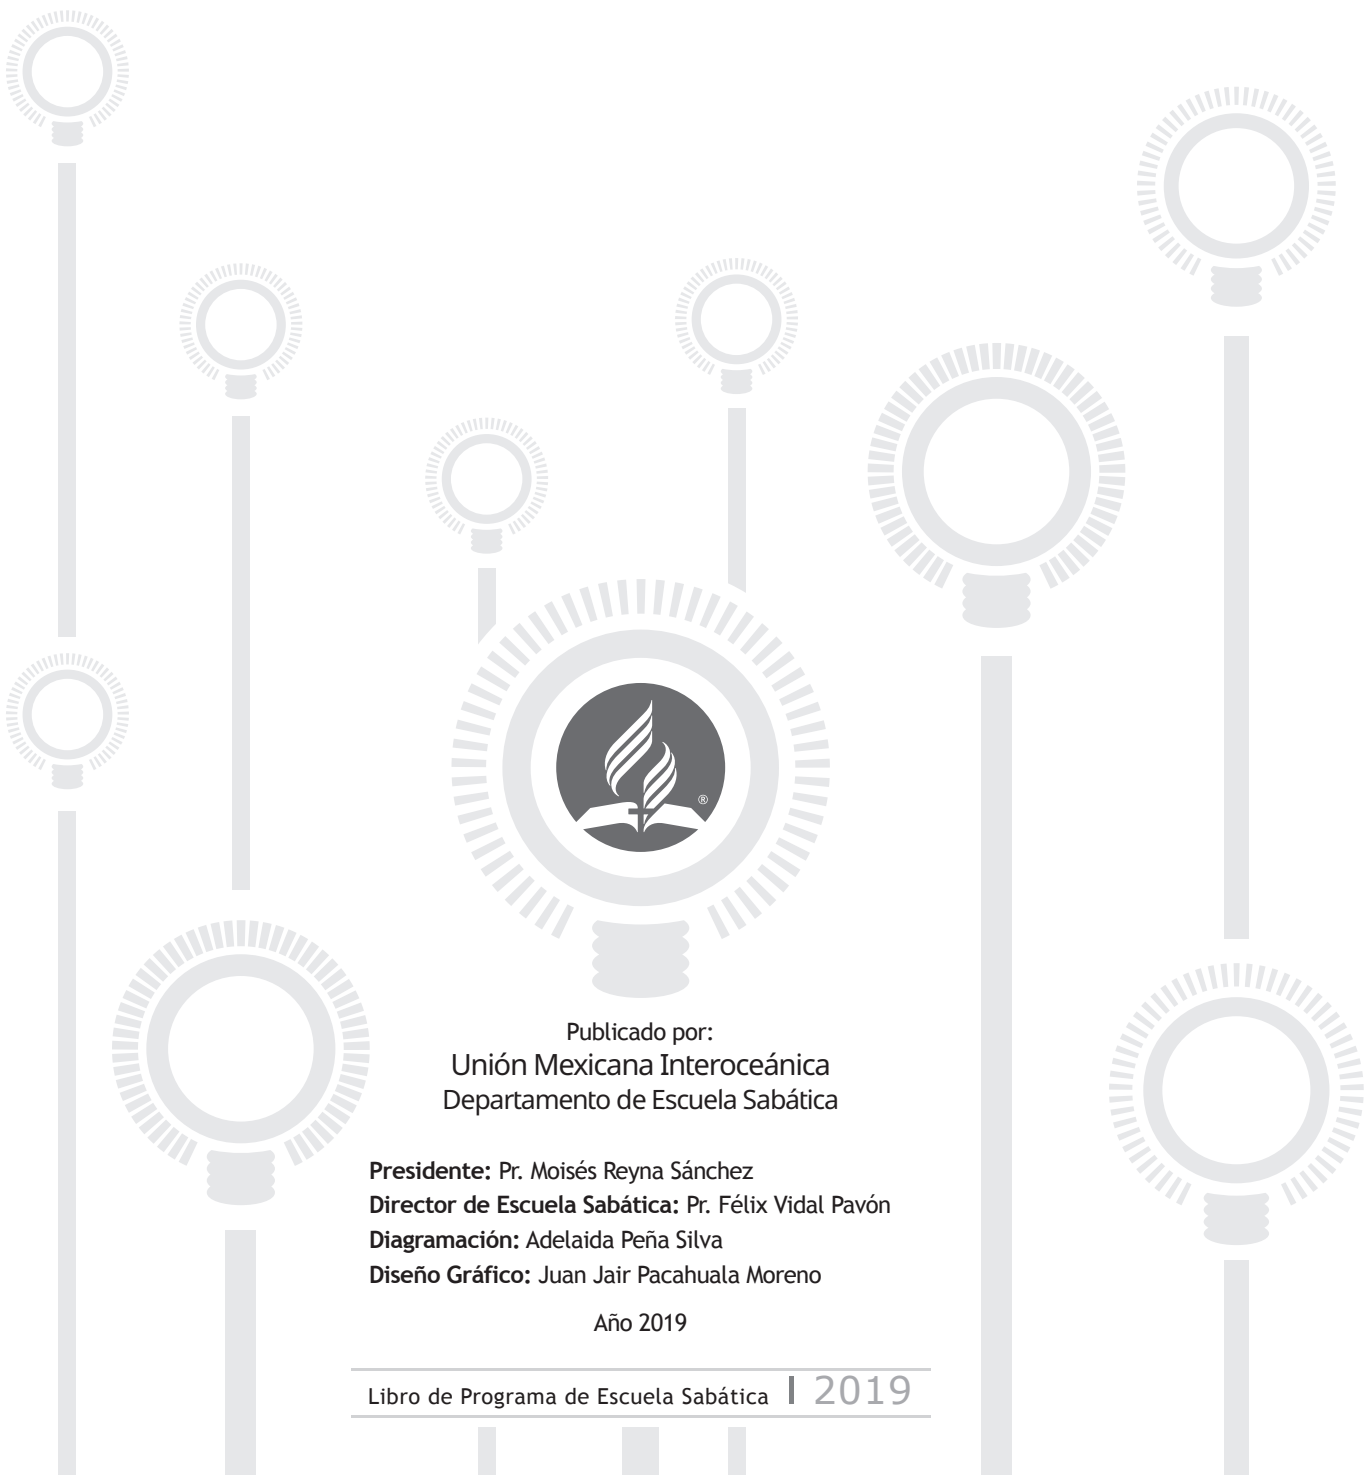 ®
Publicado por:
Unión Mexicana Interoceánica
Departamento de Escuela Sabática
Presidente: Pr. Moisés Reyna Sánchez
Director de Escuela Sabática: Pr. Félix Vidal Pavón
Diagramación: Adelaida Peña Silva
Diseño Gráfico: Juan Jair Pacahuala Moreno
Año 2019
Libro de Programa de Escuela Sabática | 2019